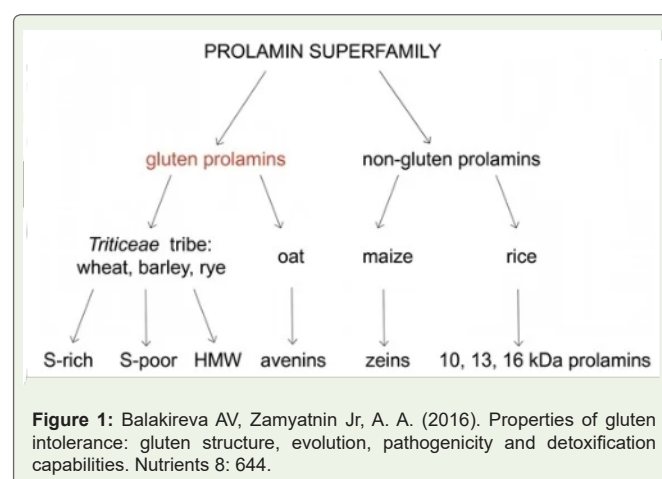 PROLAMIN SUPERFAMILY
gluten prolamins
non-gluten prolamins
Triticeae tribe:
wheat, barley, rye
oat
maize
rice
S-rich
S-poor
HMW
avenins
zeins
10, 13, 16 kDa prolamins
Figure 1: Balakireva AV, Zamyatnin Jr, A. A. (2016). Properties of gluten
intolerance: gluten structure, evolution, pathogenicity and detoxification
capabilities. Nutrients 8: 644.